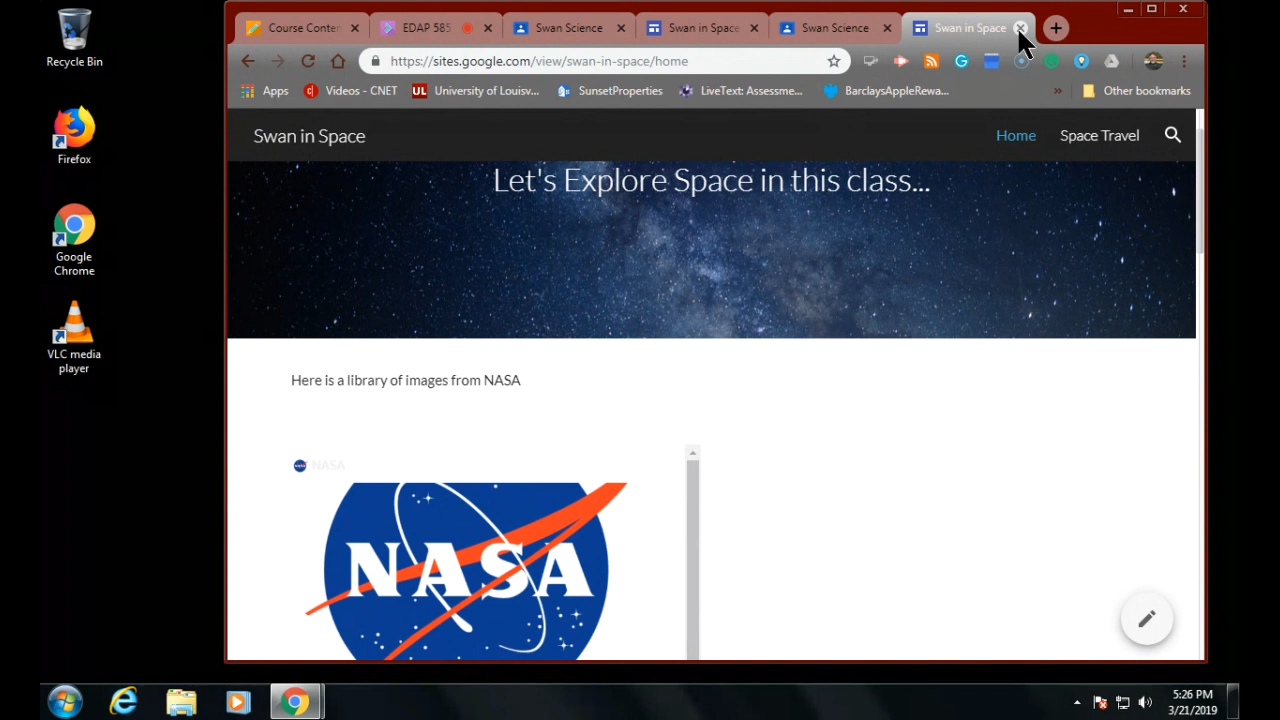 Recycle Bin
Firefox
Google
Chrome
VLC media
player
Course Conter
EDAP 585
Swan Science
Swan in Space
Swan Science
Swan in Space
https://sites.google.com/view/swan-in-space/home
Apps
Videos - CNET
UL University of Louisv...
SunsetProperties
LiveText: Assessme...
BarclaysAppleRewa...
»
Other bookmarks
Swan in Space
Home
Space Travel
Let's Explore Space in this class...
Here is a library of images from NASA
NASA
NASA
5:26 PM
3/21/2019